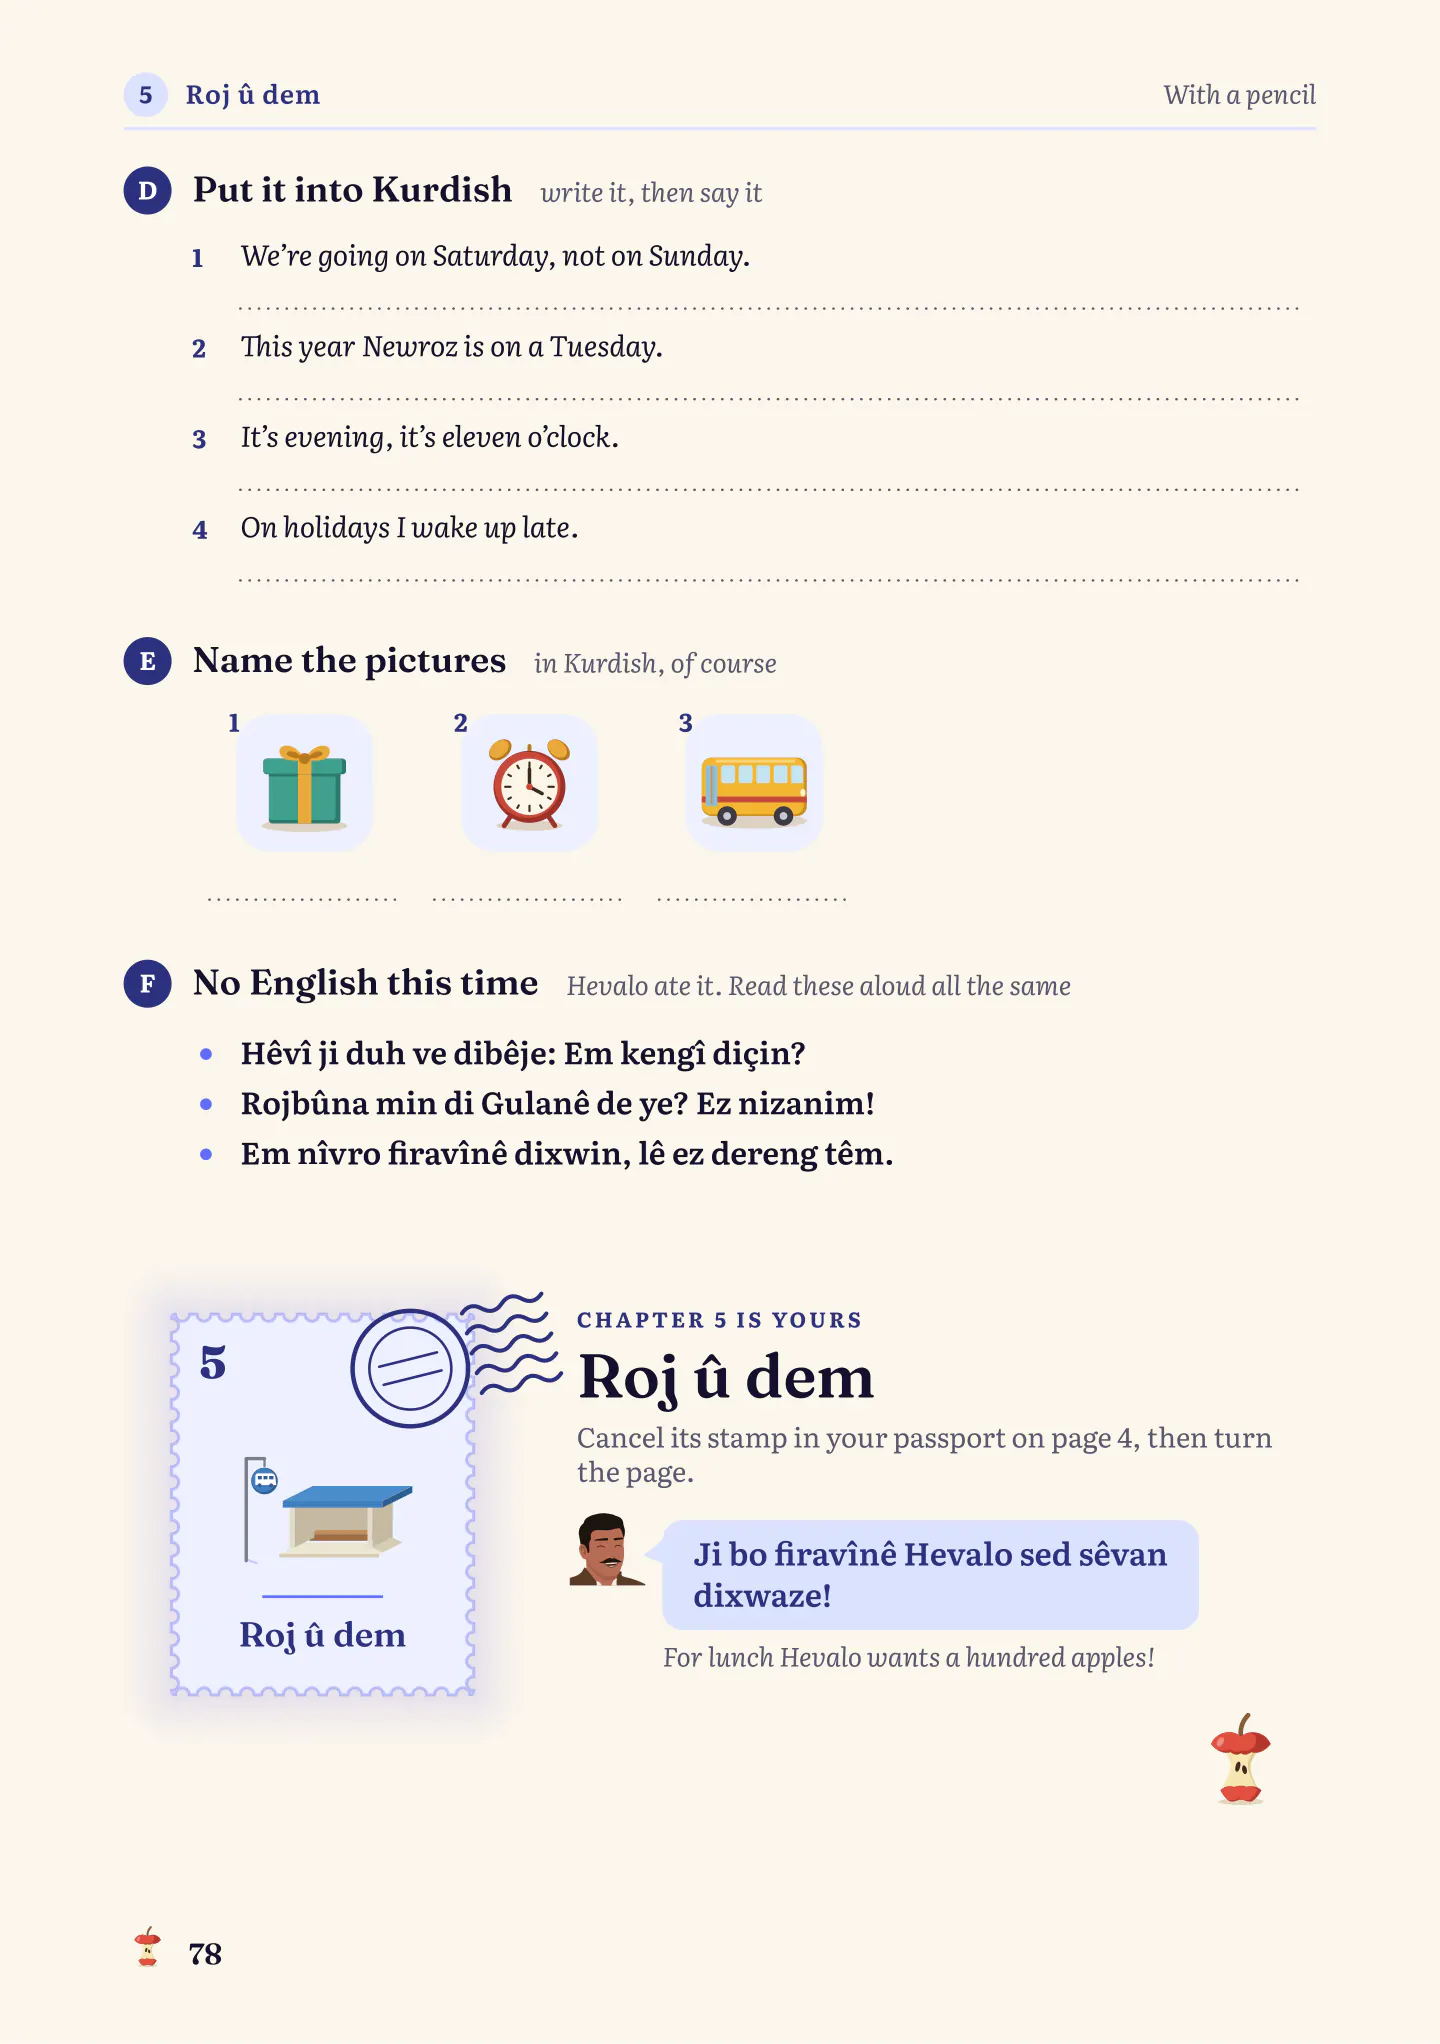 5 Roj û dem With a pencil
D Put it into Kurdish write it, then say it
1 We’re going on Saturday, not on Sunday.
2 This year Newroz is on a Tuesday.
3 It’s evening, it’s eleven o’clock.
4 On holidays I wake up late.
E Name the pictures in Kurdish, of course
1 2 3
F No English this time Hevalo ate it. Read these aloud all the same
• Hêvî ji duh ve dibêje: Em kengî diçin?
• Rojbûna min di Gulanê de ye? Ez nizanim!
• Em nîvro firavînê dixwin, lê ez dereng têm.
5
Roj û dem
CHAPTER 5 IS YOURS
Roj û dem
Cancel its stamp in your passport on page 4, then turn
the page.
Ji bo firavînê Hevalo sed sêvan
dixwaze!
For lunch Hevalo wants a hundred apples!
78